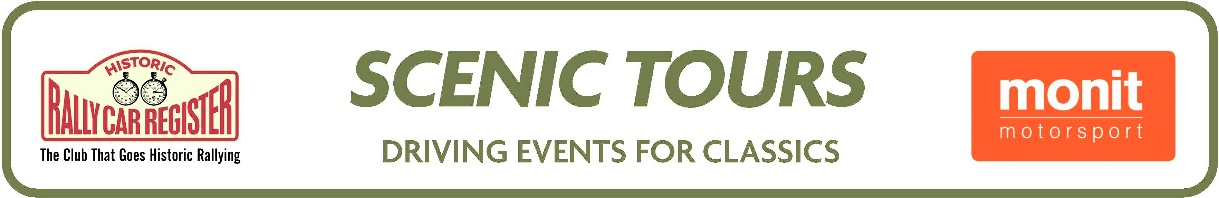 HISTORIC
RALLY CAR REGISTER
The Club That Goes Historic Rallying
SCENIC TOURS
DRIVING EVENTS FOR CLASSICS
monit
motorsport